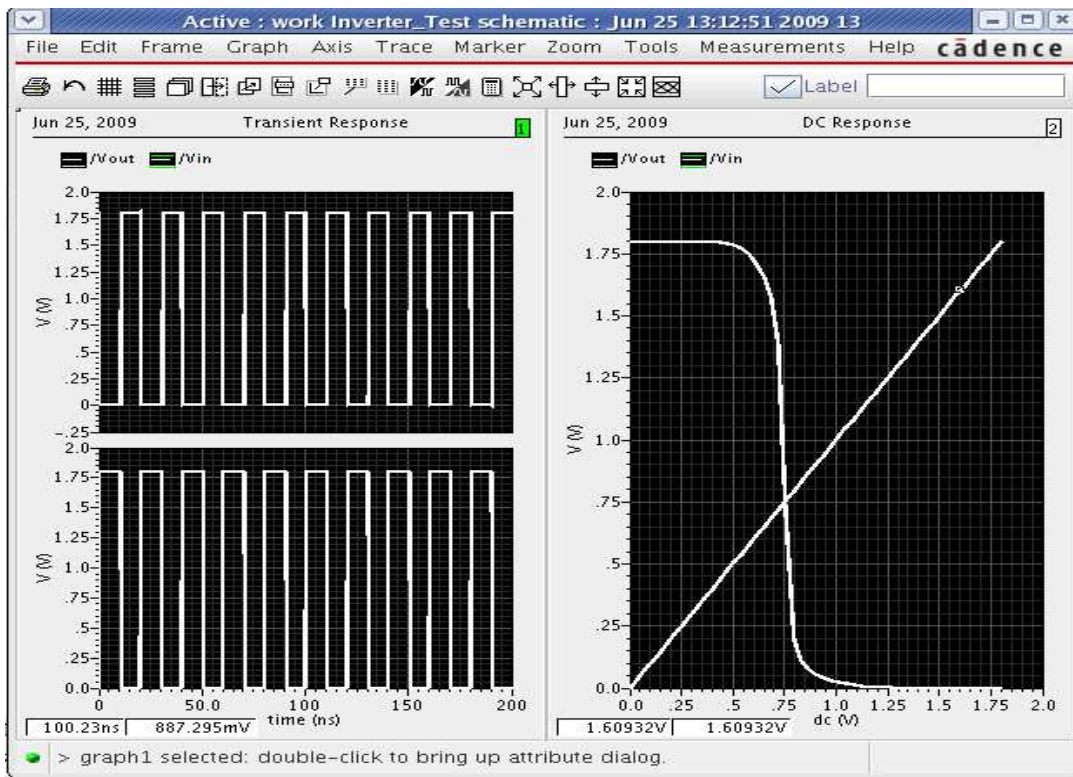 Active : work Inverter_Test schematic : Jun 25 13:12:51 2009 13
File Edit Frame Graph Axis Trace Marker Zoom Tools Measurements Help cādence
Label
Jun 25, 2009 Transient Response 1
/Vout /Vin
2.0
1.75
1.5
1.25
1.0
.75
.5
.25
0
-.25
V (V)
2.0
1.75
1.5
1.25
1.0
.75
.5
.25
0.0
V (V)
0 50.0 100 150 200
time (ns)
100.23ns 887.295mV
Jun 25, 2009 DC Response 2
/Vout /Vin
2.0
1.75
1.5
1.25
1.0
.75
.5
.25
0.0
V (V)
0.0 .25 .5 .75 1.0 1.25 1.5 1.75 2.0
dc (V)
1.60932V 1.60932V
> graph1 selected: double-click to bring up attribute dialog.